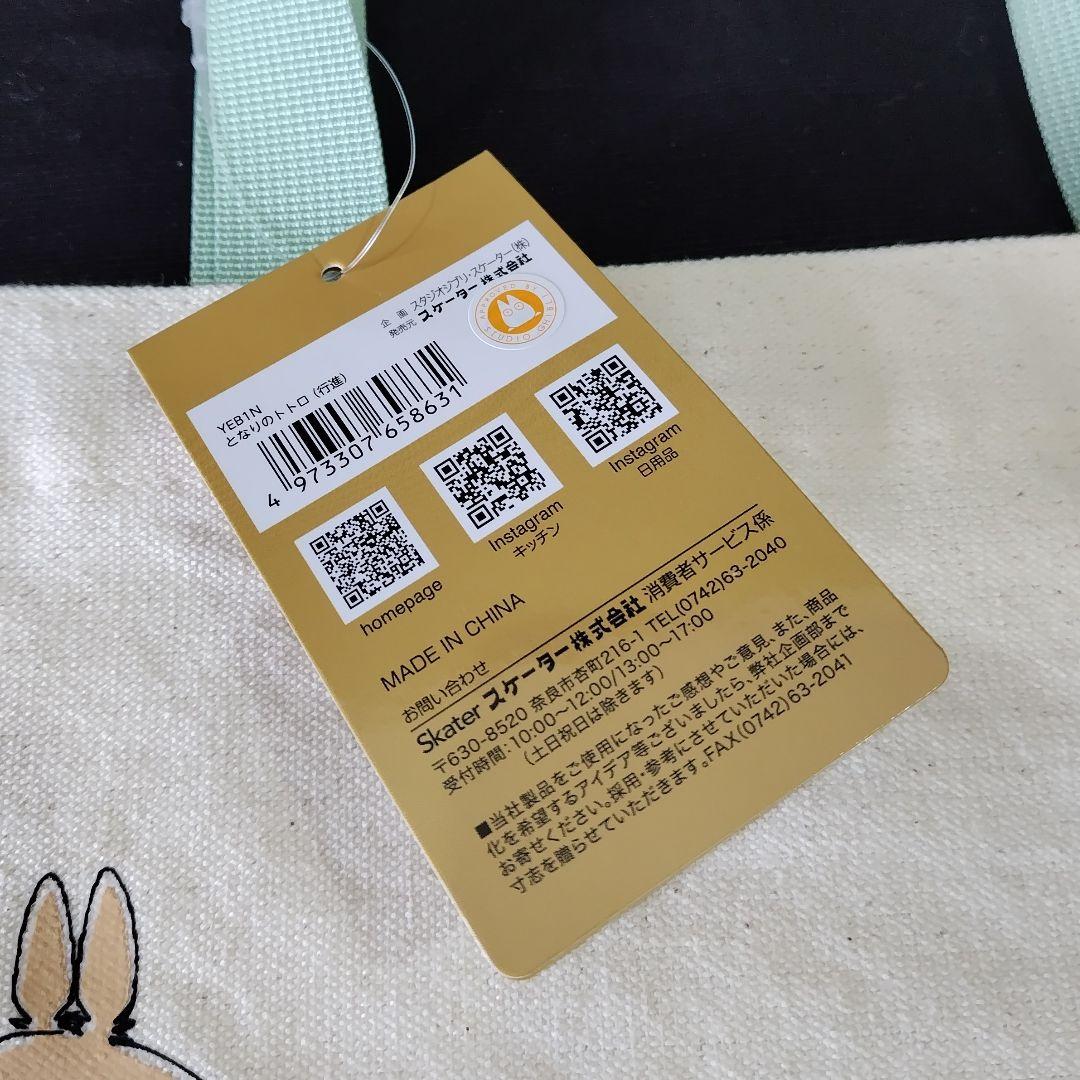 企 画 スタジオジブリ・スケーター(株)
発売元 スケーター株式会社
APPROVED BY STUDIO GHIBLI
YEB1N
となりのトトロ(行進)
4 973307 658631
homepage
Instagram
キッチン
Instagram
日用品
MADE IN CHINA
お問い合わせ
Skater スケーター株式会社 消費者サービス係
〒630-8520 奈良市杏町216-1 TEL(0742)63-2040
受付時間:10:00〜12:00/13:00〜17:00
(土日祝日は除きます)
■当社製品をご使用になったご感想やご意見、また、商品
化を希望するアイデア等ございましたら、弊社企画部まで
お寄せください。採用・参考にさせていただいた場合には、
寸志を贈らせていただきます。FAX(0742)63-2041